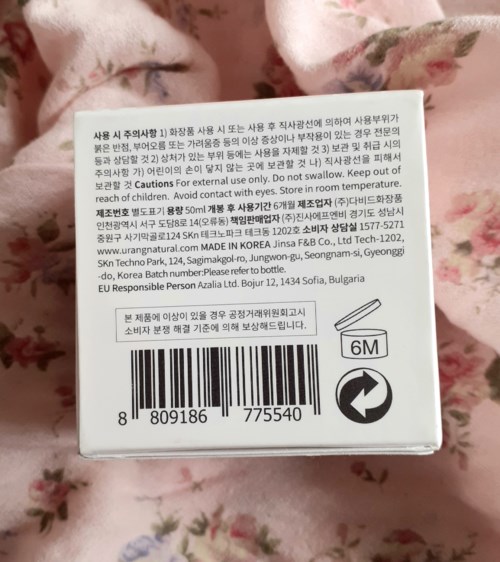 사용 시 주의사항 1) 화장품 사용 시 또는 사용 후 직사광선에 의하여 사용부위가
붉은 반점, 부어오름 또는 가려움증 등의 이상 증상이나 부작용이 있는 경우 전문의
등과 상담할 것 2) 상처가 있는 부위 등에는 사용을 자제할 것 3) 보관 및 취급 시의
주의사항 가) 어린이의 손이 닿지 않는 곳에 보관할 것 나) 직사광선을 피해서
보관할 것 Cautions For external use only. Do not swallow. Keep out of
reach of children. Avoid contact with eyes. Store in room temperature.
제조번호 별도표기 용량 50ml 개봉 후 사용기간 6개월 제조업자 (주)다비드화장품
인천광역시 서구 도담8로 14(오류동) 책임판매업자 (주)진사에프엔비 경기도 성남시
중원구 사기막골로124 SKn 테크노파크 테크동 1202호 소비자 상담실 1577-5271
www.urangnatural.com MADE IN KOREA Jinsa F&B Co., Ltd Tech-1202,
SKn Techno Park, 124, Sagimakgol-ro, Jungwon-gu, Seongnam-si, Gyeonggi
-do, Korea Batch number:Please refer to bottle.
EU Responsible Person Azalia Ltd. Bojur 12, 1434 Sofia, Bulgaria
본 제품에 이상이 있을 경우 공정거래위원회고시
소비자 분쟁 해결 기준에 의해 보상해드립니다.
6M
8 809186 775540